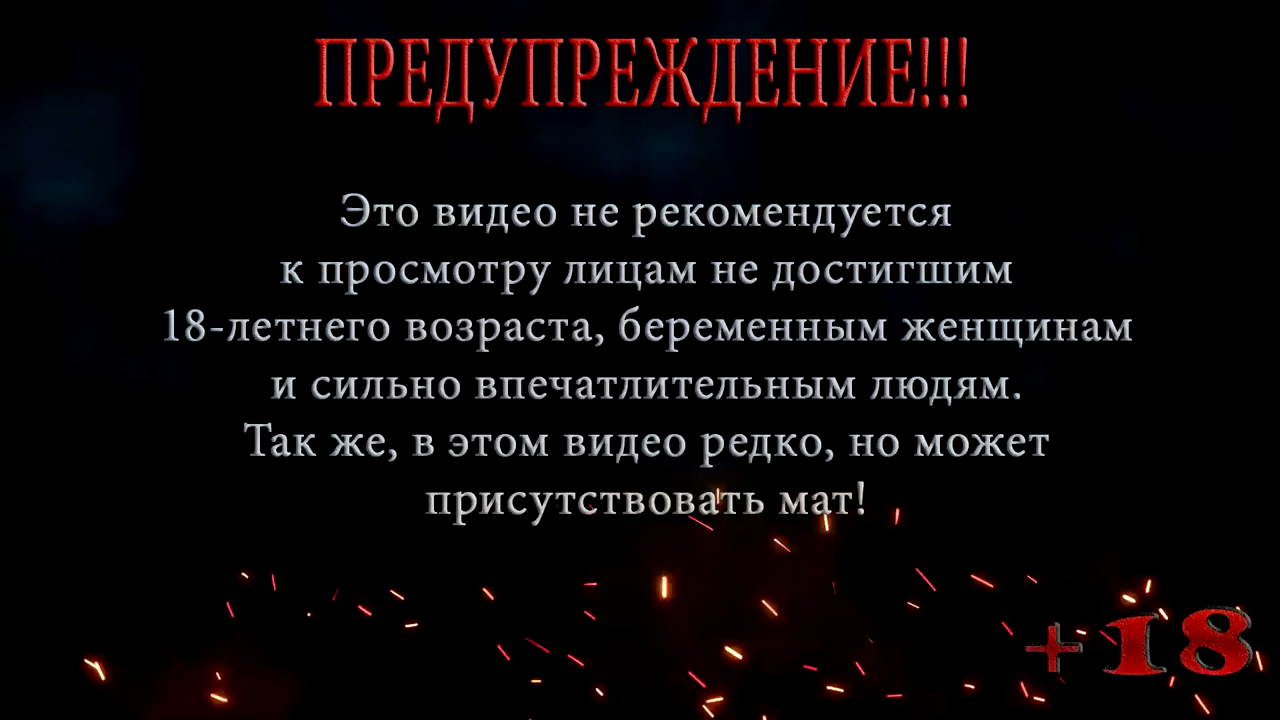 ПРЕДУПРЕЖДЕНИЕ!!!
Это видео не рекомендуется
к просмотру лицам не достигшим
18-летнего возраста, беременным женщинам
и сильно впечатлительным людям.
Так же, в этом видео редко, но может
присутствовать мат!
+18